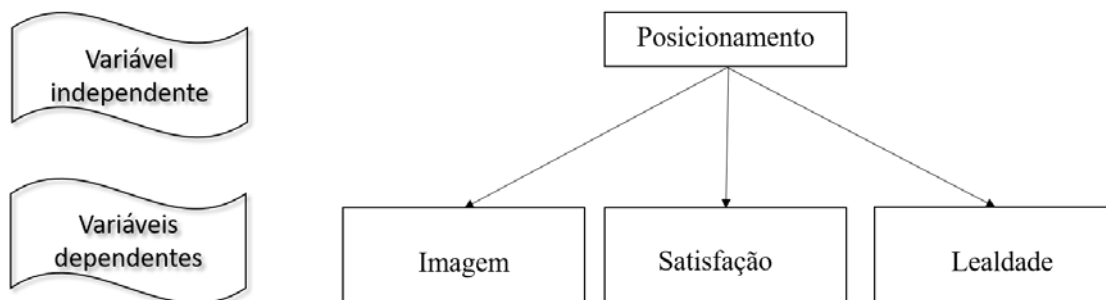 Variável
independente
Posicionamento
Variáveis
dependentes
Imagem
Satisfação
Lealdade